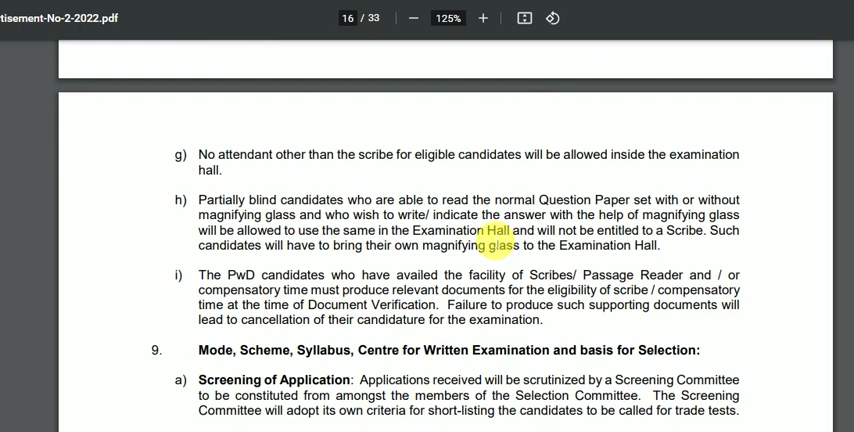 tisement-No-2-2022.pdf
16 / 33
125%
g) No attendant other than the scribe for eligible candidates will be allowed inside the examination
hall.
h) Partially blind candidates who are able to read the normal Question Paper set with or without
magnifying glass and who wish to write/ indicate the answer with the help of magnifying glass
will be allowed to use the same in the Examination Hall and will not be entitled to a Scribe. Such
candidates will have to bring their own magnifying glass to the Examination Hall.
i) The PwD candidates who have availed the facility of Scribes/ Passage Reader and / or
compensatory time must produce relevant documents for the eligibility of scribe / compensatory
time at the time of Document Verification. Failure to produce such supporting documents will
lead to cancellation of their candidature for the examination.
9. Mode, Scheme, Syllabus, Centre for Written Examination and basis for Selection:
a) Screening of Application: Applications received will be scrutinized by a Screening Committee
to be constituted from amongst the members of the Selection Committee. The Screening
Committee will adopt its own criteria for short-listing the candidates to be called for trade tests.